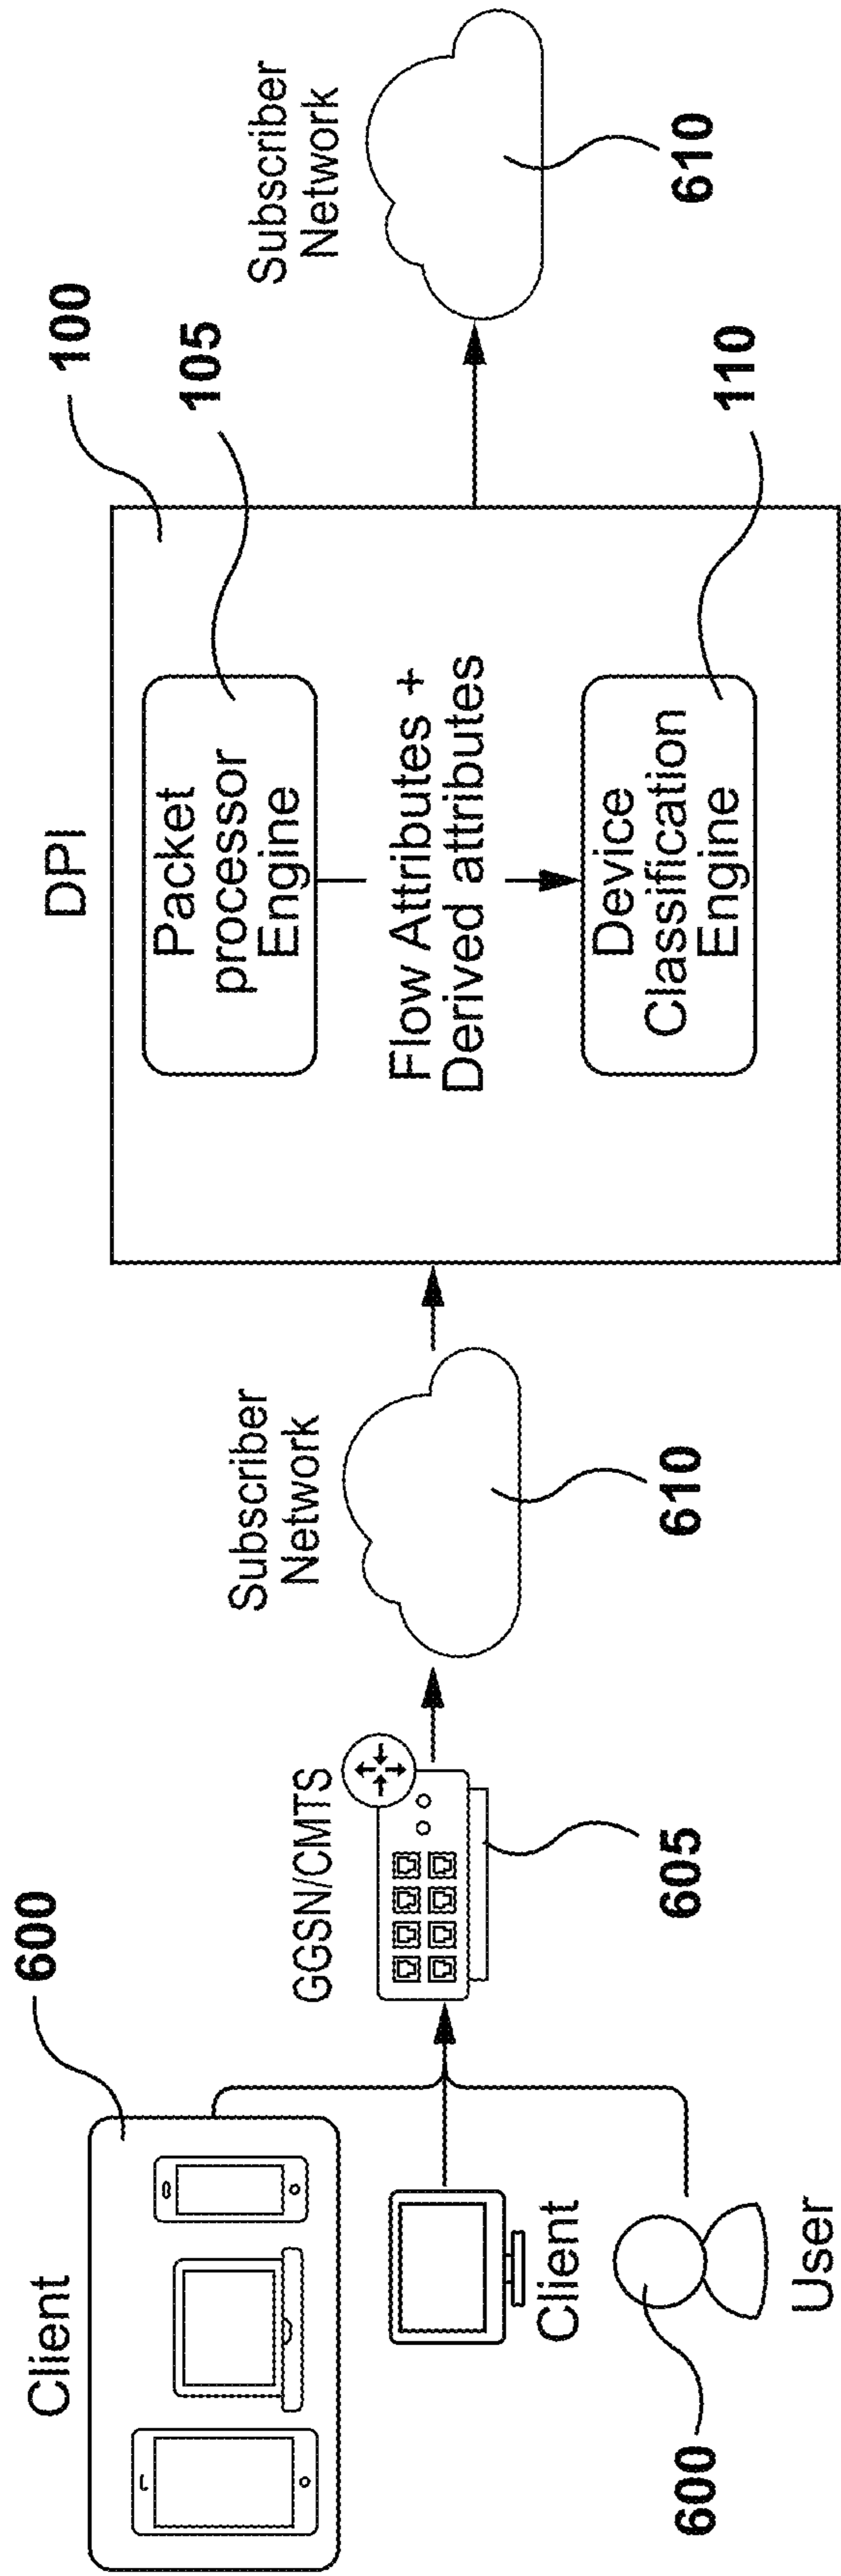 Client
600
Client
600
User
GGSN/CMTS
605
Subscriber
Network
610
DPI
100
Packet
processor
Engine
105
Flow Attributes +
Derived attributes
Device
Classification
Engine
110
Subscriber
Network
610